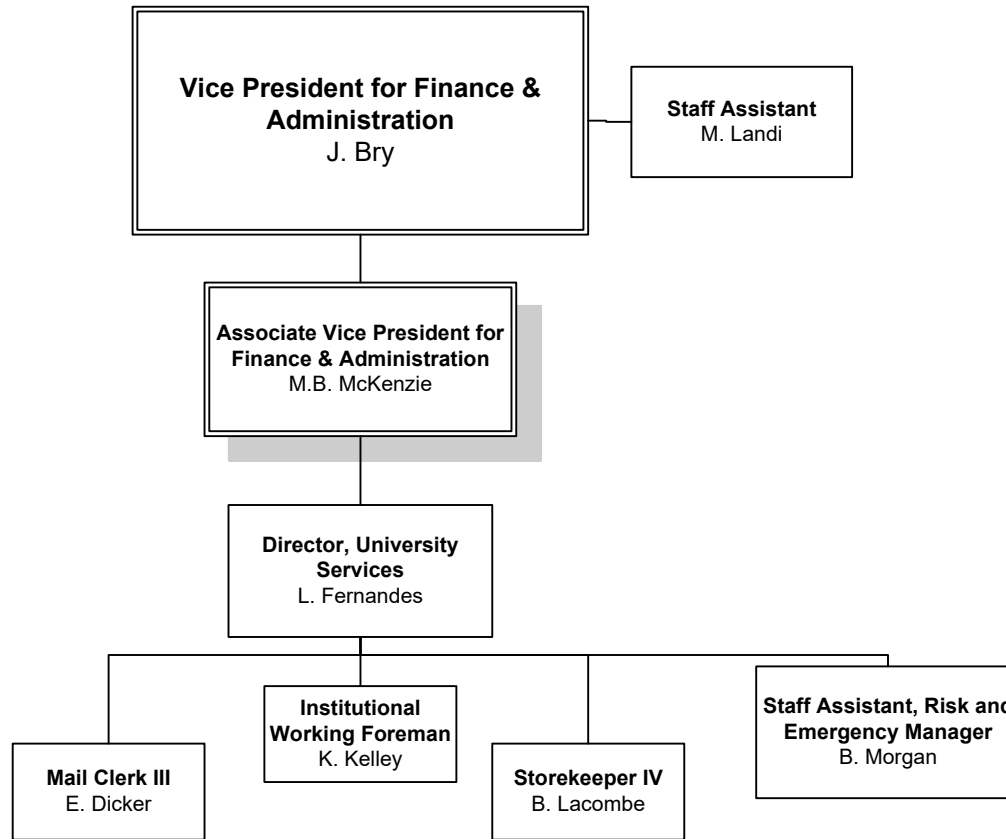 Vice President for Finance &
Administration
J. Bry
Staff Assistant
M. Landi
Associate Vice President for
Finance & Administration
M.B. McKenzie
Director, University
Services
L. Fernandes
Mail Clerk III
E. Dicker
Institutional
Working Foreman
K. Kelley
Storekeeper IV
B. Lacombe
Staff Assistant, Risk and
Emergency Manager
B. Morgan